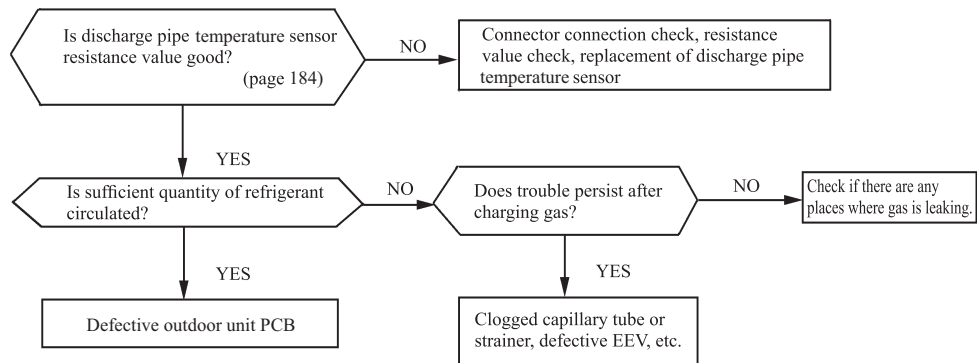 Is discharge pipe temperature sensor
resistance value good?
(page 184)
NO
Connector connection check, resistance
value check, replacement of discharge pipe
temperature sensor
YES
Is sufficient quantity of refrigerant
circulated?
NO
Does trouble persist after
charging gas?
NO
Check if there are any
places where gas is leaking.
YES
YES
Defective outdoor unit PCB
Clogged capillary tube or
strainer, defective EEV, etc.